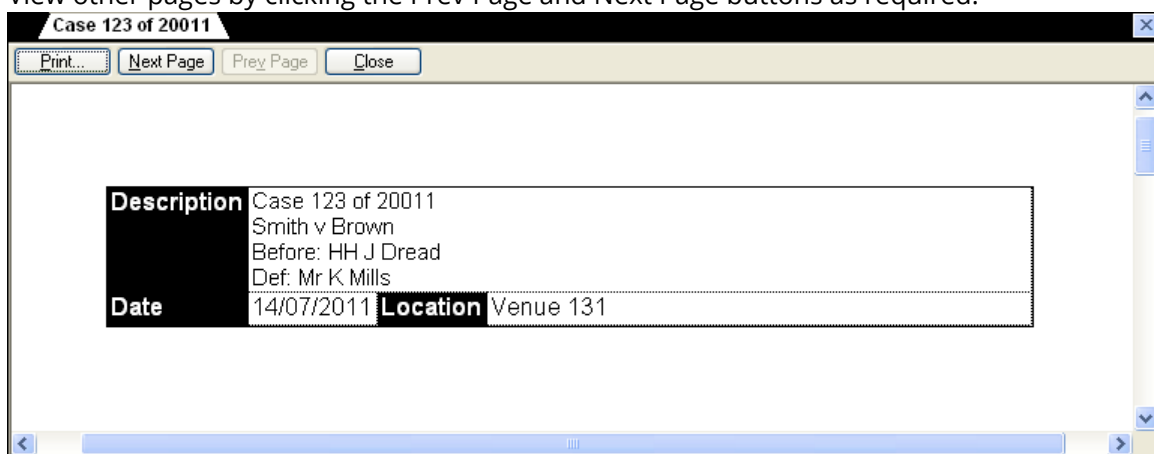 View other pages by clicking the Prev Page and Next Page buttons as required.
Case 123 of 20011
Print... Next Page Prev Page Close
Description Case 123 of 20011
Smith v Brown
Before: HH J Dread
Def: Mr K Mills
Date 14/07/2011 Location Venue 131